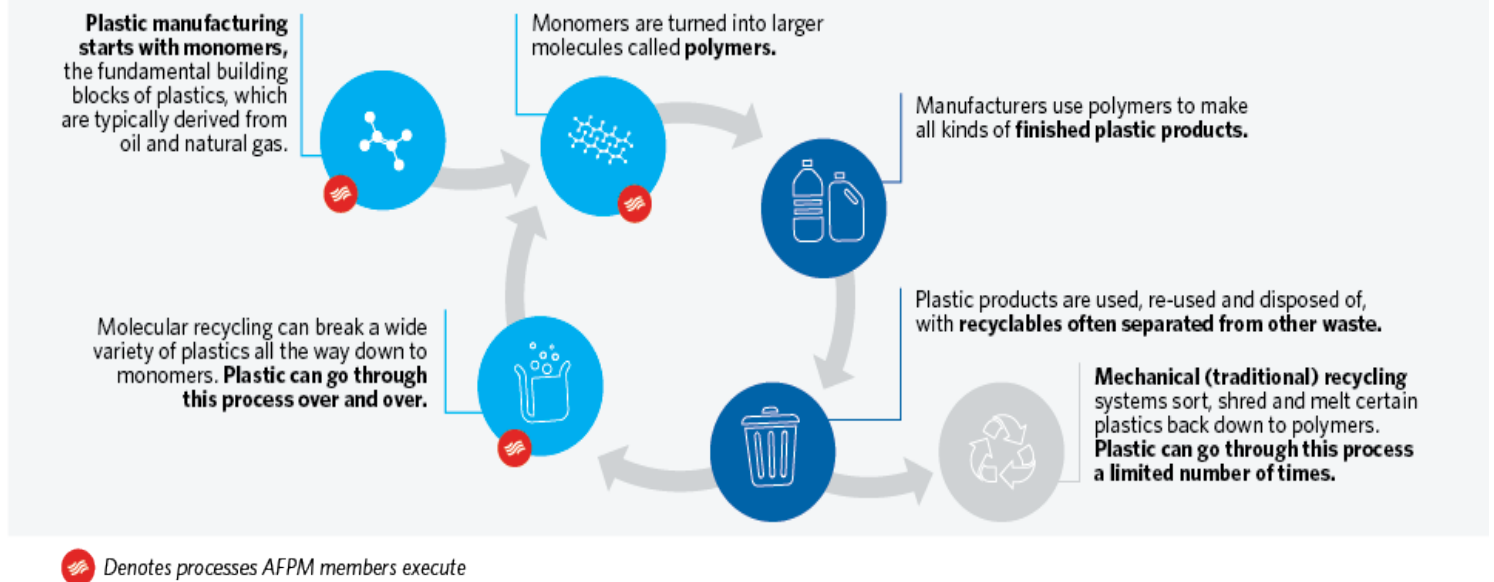 Plastic manufacturing
starts with monomers,
the fundamental building
blocks of plastics, which
are typically derived from
oil and natural gas.
Monomers are turned into larger
molecules called polymers.
Manufacturers use polymers to make
all kinds of finished plastic products.
Plastic products are used, re-used and disposed of,
with recyclables often separated from other waste.
Mechanical (traditional) recycling
systems sort, shred and melt certain
plastics back down to polymers.
Plastic can go through this process
a limited number of times.
Molecular recycling can break a wide
variety of plastics all the way down to
monomers. Plastic can go through
this process over and over.
Denotes processes AFPM members execute